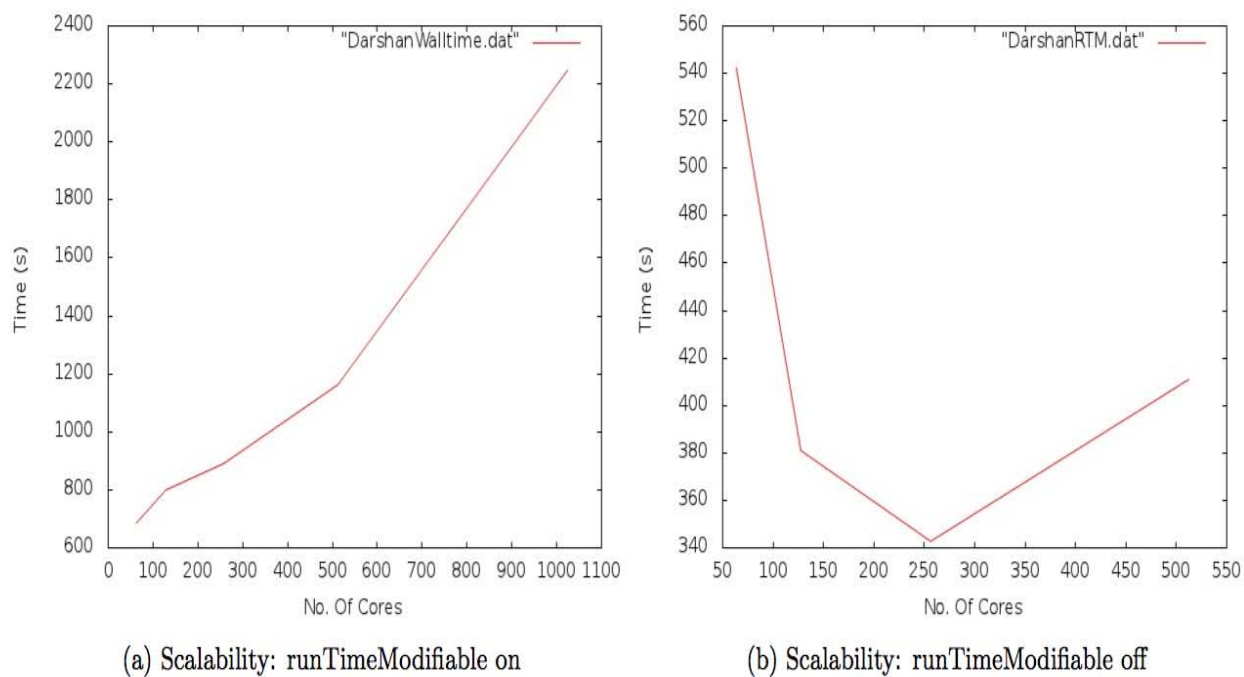 2400
2200
2000
1800
1600
1400
1200
1000
800
600
Time (s)
"DarshanWalltime.dat"
0 100 200 300 400 500 600 700 800 900 1000 1100
No. Of Cores
(a) Scalability: runTimeModifiable on
560
540
520
500
480
460
440
420
400
380
360
340
Time (s)
"DarshanRTM.dat"
50 100 150 200 250 300 350 400 450 500 550
No. Of Cores
(b) Scalability: runTimeModifiable off